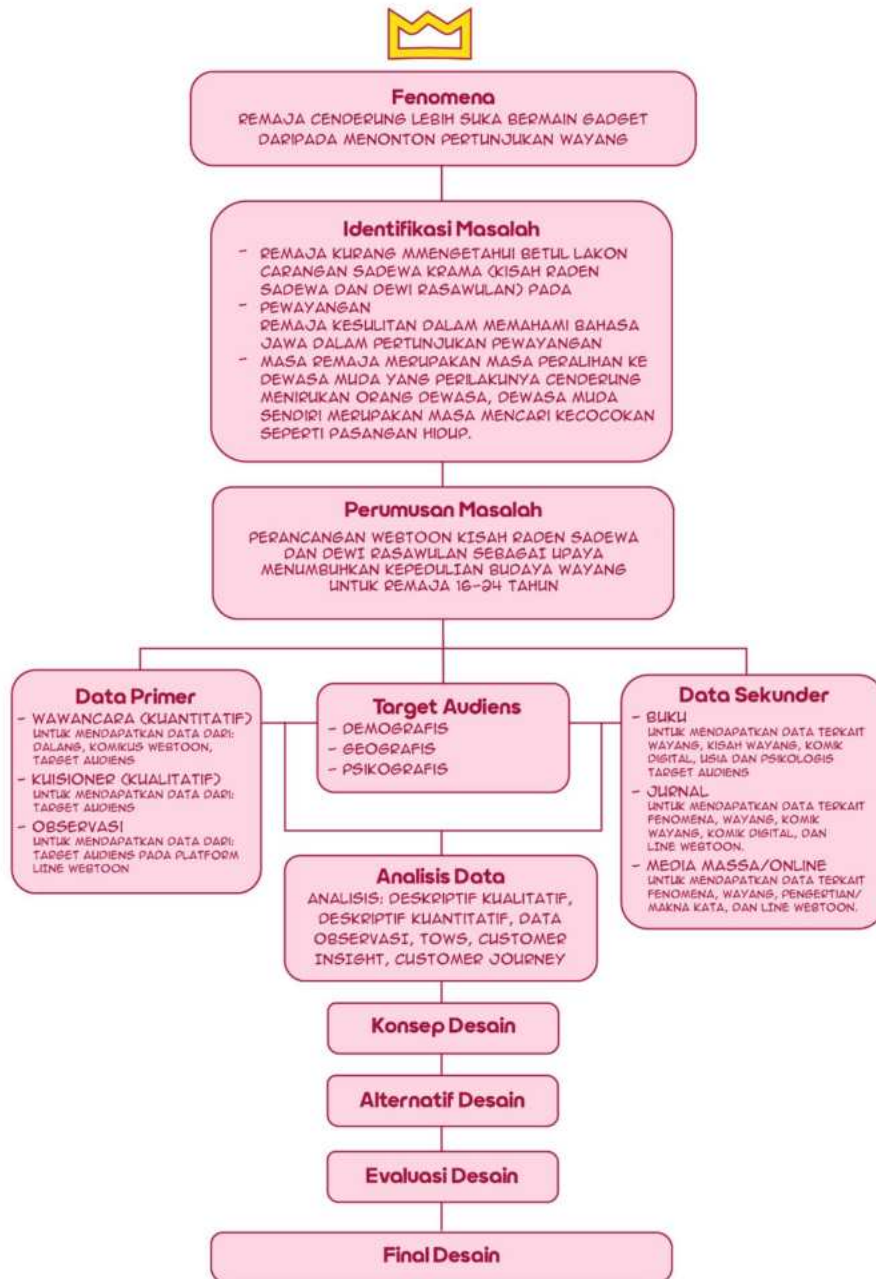 Fenomena
REMAJA CENDERUNG LEBIH SUKA BERMAIN GADGET
DARIPADA MENONTON PERTUNJUKAN WAYANG
Identifikasi Masalah
- REMAJA KURANG MMENGETAHUI BETUL LAKON
CARANGAN SADEWA KRAMA (KISAH RADEN
SADEWA DAN DEWI RASAWULAN) PADA
- PEWAYANGAN
REMAJA KESULITAN DALAM MEMAHAMI BAHASA
JAWA DALAM PERTUNJUKAN PEWAYANGAN
- MASA REMAJA MERUPAKAN MASA PERALIHAN KE
DEWASA MUDA YANG PERILAKUNYA CENDERUNG
MENIRUKAN ORANG DEWASA, DEWASA MUDA
SENDIRI MERUPAKAN MASA MENCARI KECOCOKAN
SEPERTI PASANGAN HIDUP.
Perumusan Masalah
PERANCANGAN WEBTOON KISAH RADEN SADEWA
DAN DEWI RASAWULAN SEBAGAI UPAYA
MENUMBUHKAN KEPEDULIAN BUDAYA WAYANG
UNTUK REMAJA 16-24 TAHUN
Data Primer
- WAWANCARA (KUANTITATIF)
UNTUK MENDAPATKAN DATA DARI:
DALANG, KOMIKUS WEBTOON,
TARGET AUDIENS
- KUISIONER (KUALITATIF)
UNTUK MENDAPATKAN DATA DARI:
TARGET AUDIENS
- OBSERVASI
UNTUK MENDAPATKAN DATA DARI:
TARGET AUDIENS PADA PLATFORM
LINE WEBTOON
Target Audiens
- DEMOGRAFIS
- GEOGRAFIS
- PSIKOGRAFIS
Data Sekunder
- BUKU
UNTUK MENDAPATKAN DATA TERKAIT
WAYANG, KISAH WAYANG, KOMIK
DIGITAL, USIA DAN PSIKOLOGIS
TARGET AUDIENS
- JURNAL
UNTUK MENDAPATKAN DATA TERKAIT
FENOMENA, WAYANG, KOMIK
WAYANG, KOMIK DIGITAL, DAN
LINE WEBTOON.
- MEDIA MASSA/ONLINE
UNTUK MENDAPATKAN DATA TERKAIT
FENOMENA, WAYANG, PENGERTIAN/
MAKNA KATA, DAN LINE WEBTOON.
Analisis Data
ANALISIS: DESKRIPTIF KUALITATIF,
DESKRIPTIF KUANTITATIF, DATA
OBSERVASI, TOWS, CUSTOMER
INSIGHT, CUSTOMER JOURNEY
Konsep Desain
Alternatif Desain
Evaluasi Desain
Final Desain